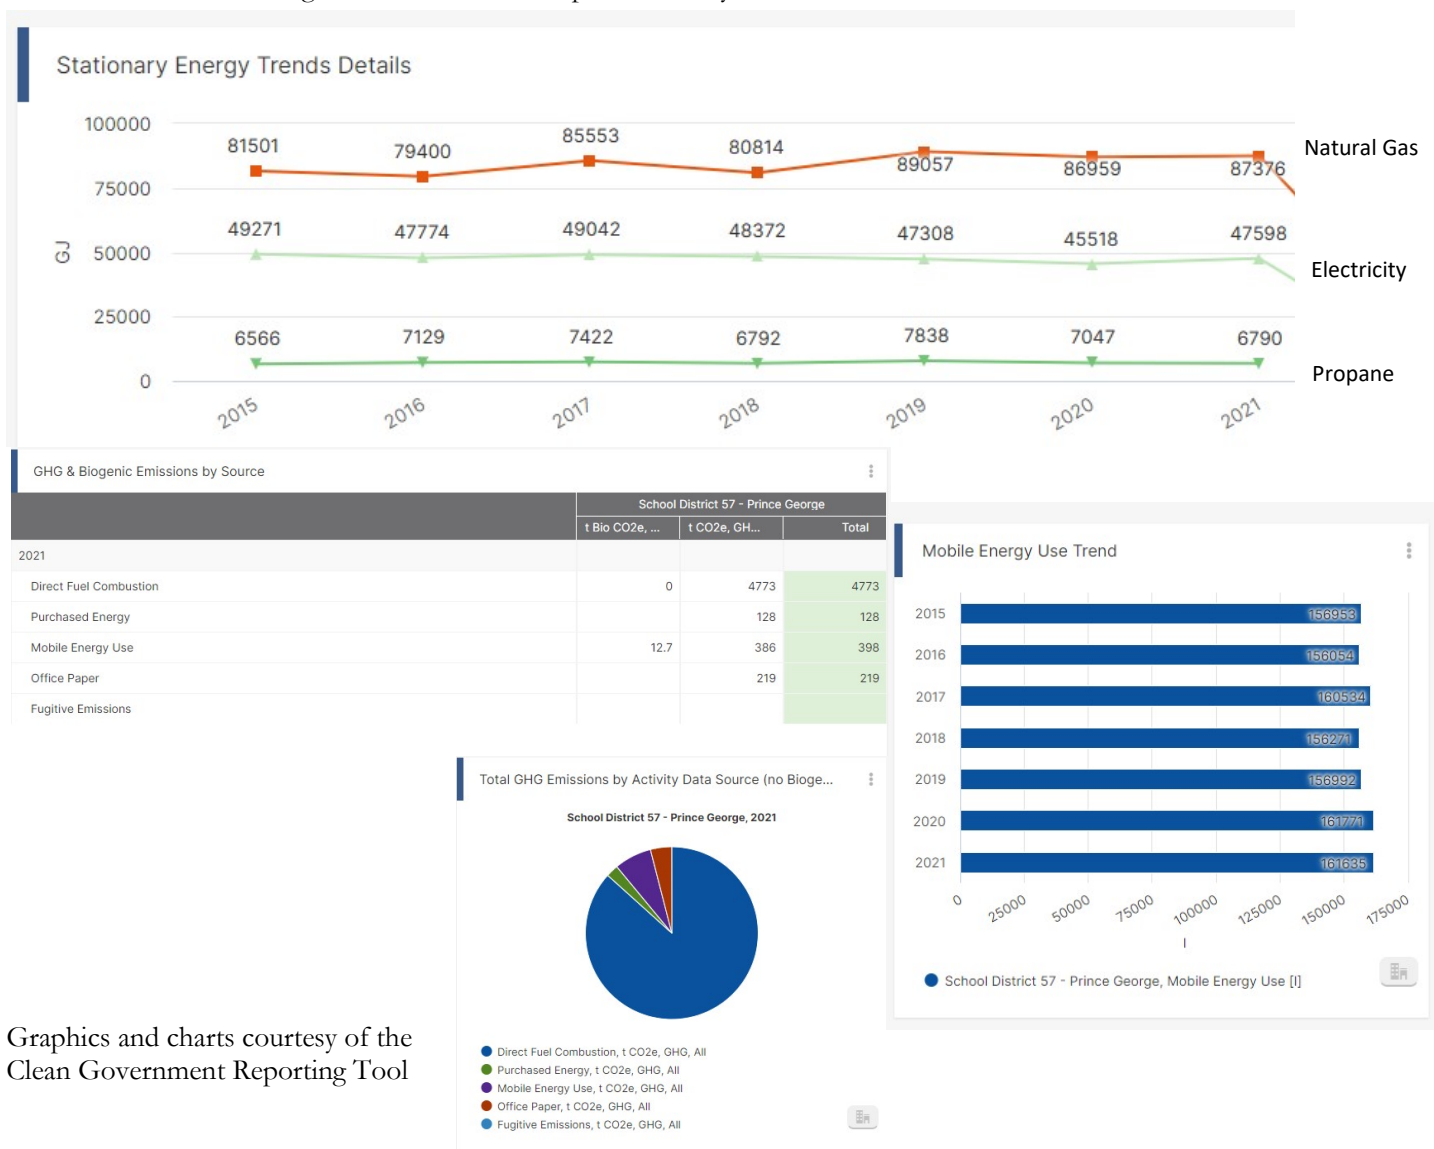 Stationary Energy Trends Details
100000
75000
50000
25000
0
GJ
81501 79400 85553 80814 89057 86959 87376
49271 47774 49042 48372 47308 45518 47598
6566 7129 7422 6792 7838 7047 6790
2015 2016 2017 2018 2019 2020 2021
Natural Gas
Electricity
Propane
GHG & Biogenic Emissions by Source
School District 57 - Prince George
t Bio CO2e, ... t CO2e, GH... Total
2021
Direct Fuel Combustion 0 4773 4773
Purchased Energy 128 128
Mobile Energy Use 12.7 386 398
Office Paper 219 219
Fugitive Emissions
Mobile Energy Use Trend
2015 156953
2016 156054
2017 160534
2018 156271
2019 156992
2020 161771
2021 161635
0 25000 50000 75000 100000 125000 150000 175000
l
School District 57 - Prince George, Mobile Energy Use [l]
Total GHG Emissions by Activity Data Source (no Bioge...
School District 57 - Prince George, 2021
Direct Fuel Combustion, t CO2e, GHG, All
Purchased Energy, t CO2e, GHG, All
Mobile Energy Use, t CO2e, GHG, All
Office Paper, t CO2e, GHG, All
Fugitive Emissions, t CO2e, GHG, All
Graphics and charts courtesy of the
Clean Government Reporting Tool